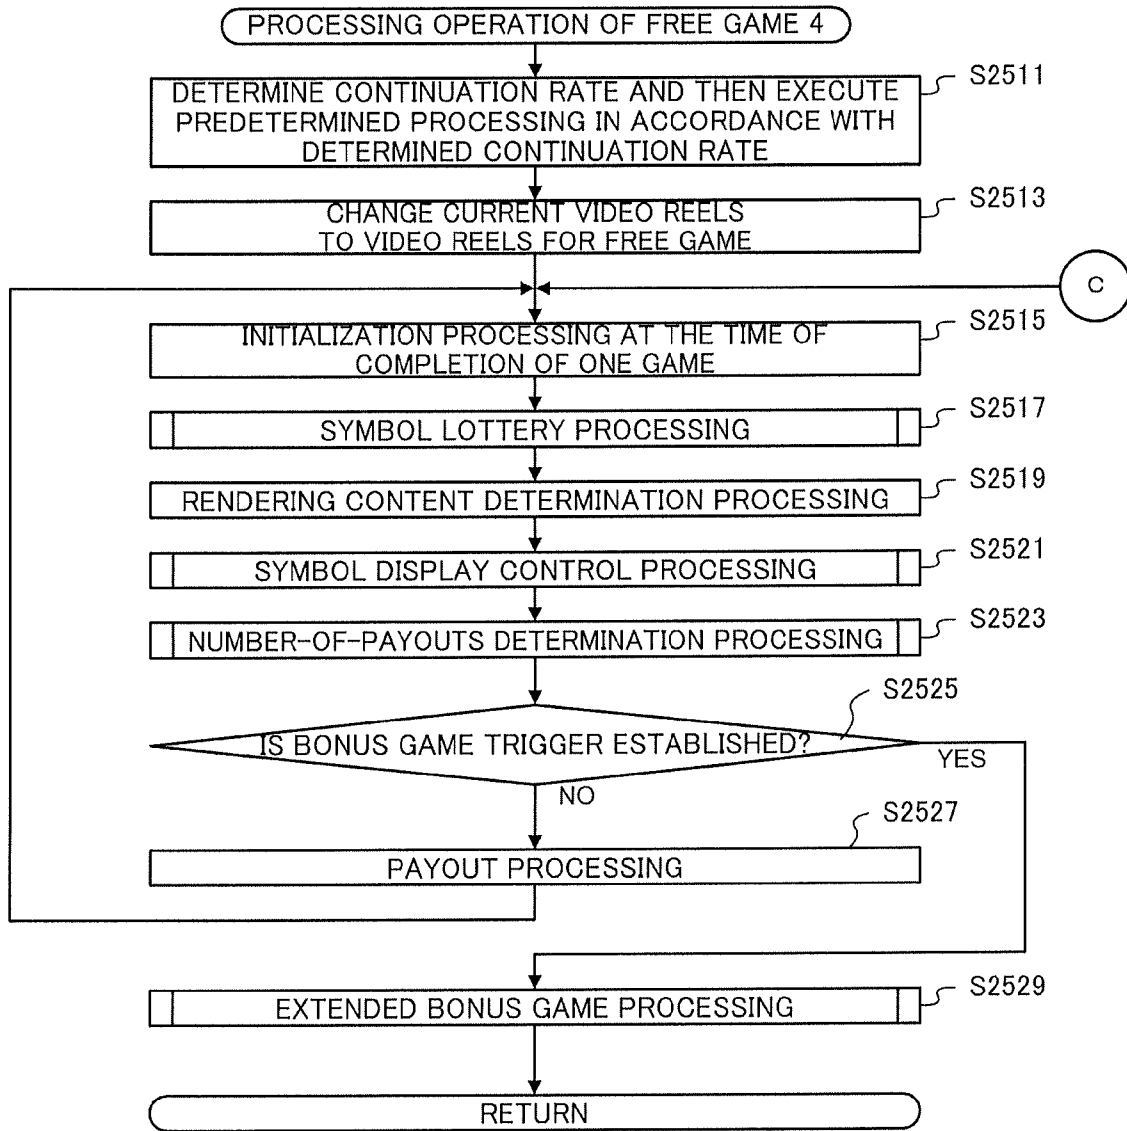 PROCESSING OPERATION OF FREE GAME 4
S2511
DETERMINE CONTINUATION RATE AND THEN EXECUTE
PREDETERMINED PROCESSING IN ACCORDANCE WITH
DETERMINED CONTINUATION RATE
S2513
CHANGE CURRENT VIDEO REELS
TO VIDEO REELS FOR FREE GAME
C
S2515
INITIALIZATION PROCESSING AT THE TIME OF
COMPLETION OF ONE GAME
S2517
SYMBOL LOTTERY PROCESSING
S2519
RENDERING CONTENT DETERMINATION PROCESSING
S2521
SYMBOL DISPLAY CONTROL PROCESSING
S2523
NUMBER-OF-PAYOUTS DETERMINATION PROCESSING
S2525
IS BONUS GAME TRIGGER ESTABLISHED?
YES
NO
S2527
PAYOUT PROCESSING
S2529
EXTENDED BONUS GAME PROCESSING
RETURN